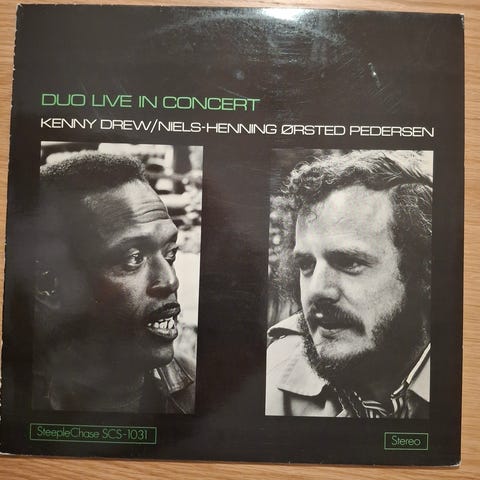 DUO LIVE IN CONCERT
KENNY DREW/NIELS-HENNING ØRSTED PEDERSEN
SteepleChase SCS-1031
Stereo